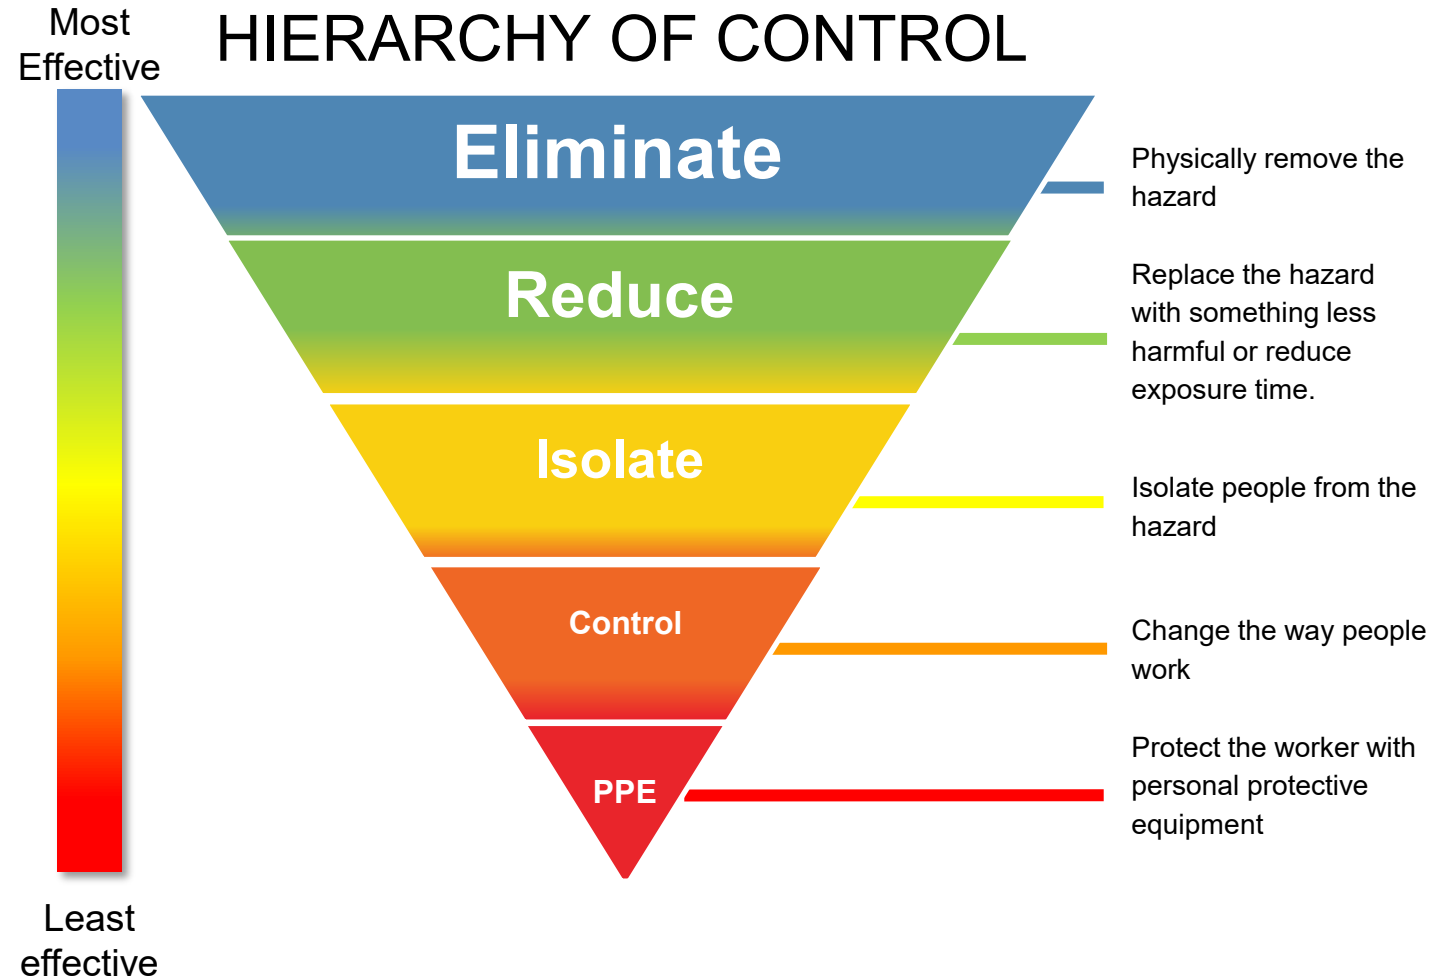 Most
Effective
HIERARCHY OF CONTROL
Eliminate
Physically remove the
hazard
Reduce
Replace the hazard
with something less
harmful or reduce
exposure time.
Isolate
Isolate people from the
hazard
Control
Change the way people
work
PPE
Protect the worker with
personal protective
equipment
Least
effective